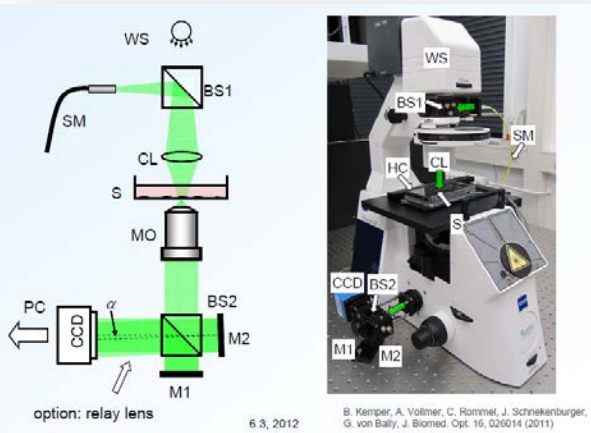 WS
BS1
SM
CL
S
MO
BS2
PC
CCD
α
M2
M1
option: relay lens
6.3, 2012
WS
BS1
SM
HC
CL
S
CCD
BS2
M1
M2
B. Kemper, A. Vollmer, C. Rommel, J. Schnekenburger,
G. von Bally, J. Biomed. Opt. 16, 026014 (2011)